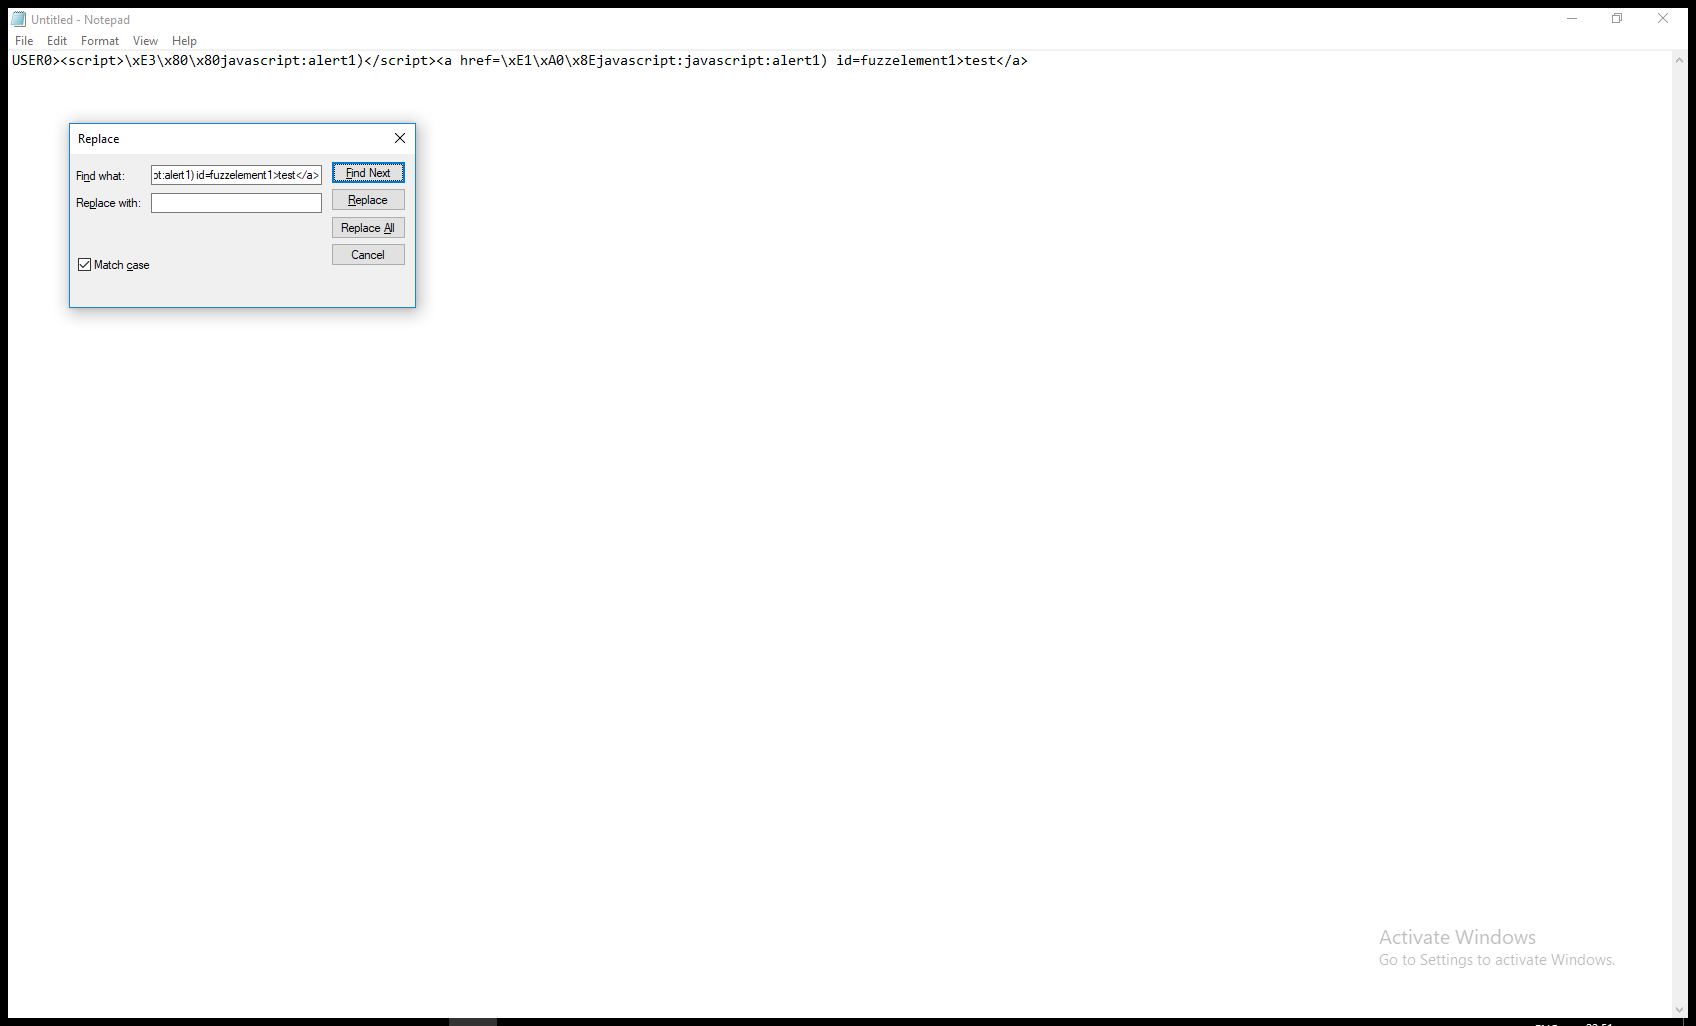 Untitled - Notepad
File Edit Format View Help
USER0><script>\xE3\x80\x80javascript:alert1)</script><a href=\xE1\xA0\x8Ejavascript:javascript:alert1) id=fuzzelement1>test</a>
Replace
Find what: ot:alert1) id=fuzzelement1>test</a> Find Next
Replace with: Replace
Replace All
Cancel
Match case
Activate Windows
Go to Settings to activate Windows.